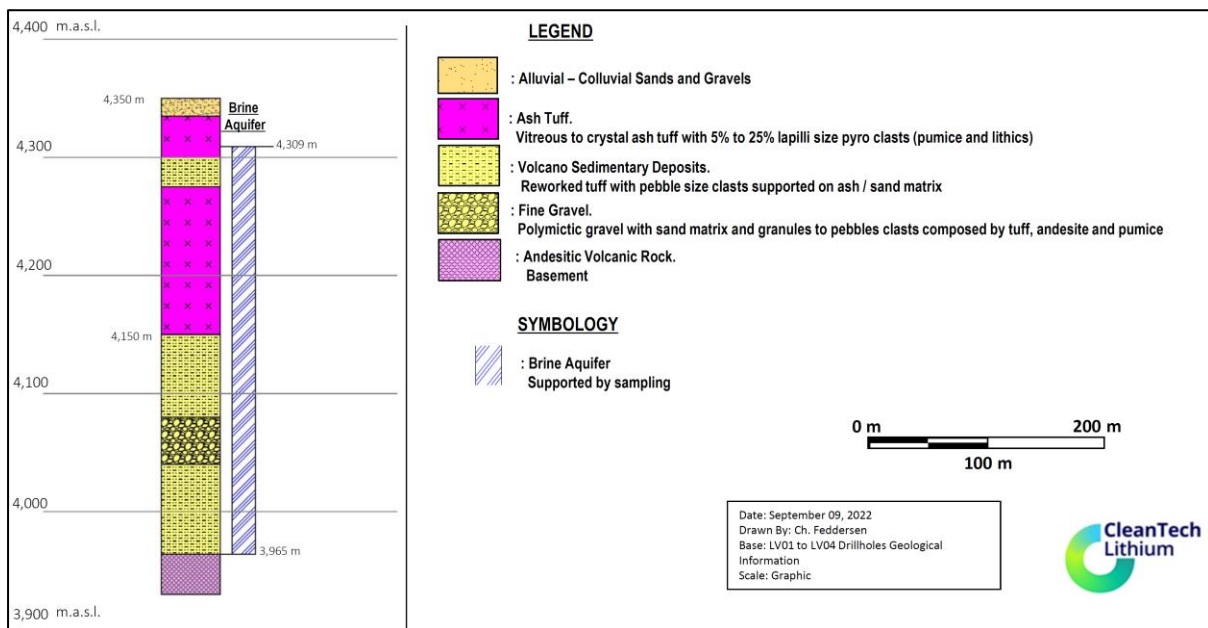 4,400 m.a.s.l.
4,350 m
Brine
Aquifer
4,309 m
4,300
4,200
4,150 m
4,100
4,000
3,965 m
3,900 m.a.s.l.
LEGEND
: Alluvial – Colluvial Sands and Gravels
: Ash Tuff.
Vitreous to crystal ash tuff with 5% to 25% lapilli size pyro clasts (pumice and lithics)
: Volcano Sedimentary Deposits.
Reworked tuff with pebble size clasts supported on ash / sand matrix
: Fine Gravel.
Polymictic gravel with sand matrix and granules to pebbles clasts composed by tuff, andesite and pumice
: Andesitic Volcanic Rock.
Basement
SYMBOLOGY
: Brine Aquifer
Supported by sampling
0 m 200 m
100 m
Date: September 09, 2022
Drawn By: Ch. Feddersen
Base: LV01 to LV04 Drillholes Geological
Information
Scale: Graphic
CleanTech
Lithium